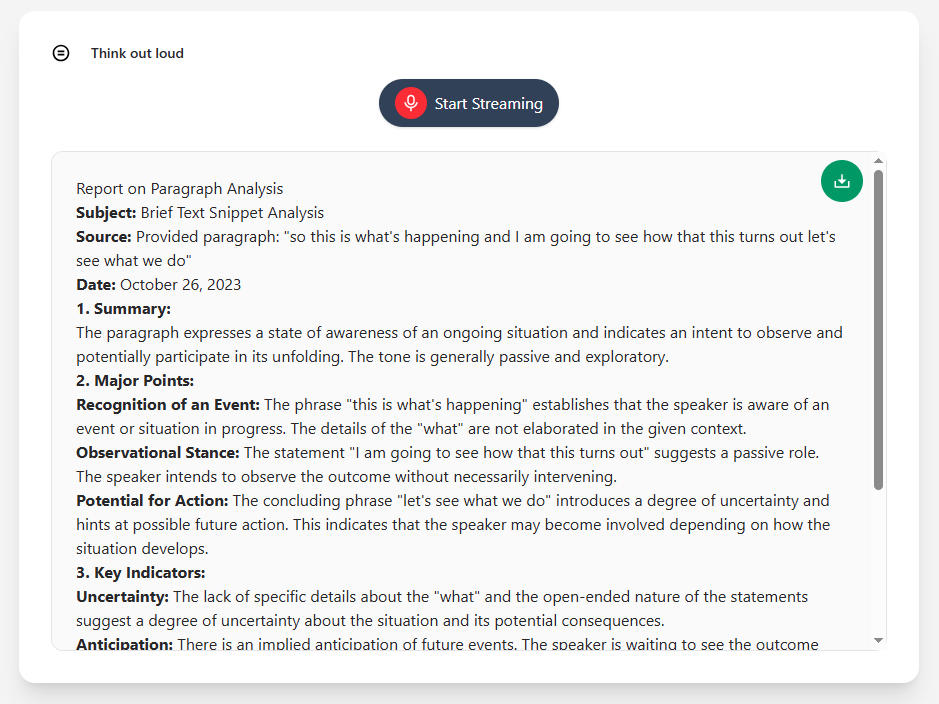 Think out loud
Start Streaming
Report on Paragraph Analysis
Subject: Brief Text Snippet Analysis
Source: Provided paragraph: "so this is what's happening and I am going to see how that this turns out let's
see what we do"
Date: October 26, 2023
1. Summary:
The paragraph expresses a state of awareness of an ongoing situation and indicates an intent to observe and
potentially participate in its unfolding. The tone is generally passive and exploratory.
2. Major Points:
Recognition of an Event: The phrase "this is what's happening" establishes that the speaker is aware of an
event or situation in progress. The details of the "what" are not elaborated in the given context.
Observational Stance: The statement "I am going to see how that this turns out" suggests a passive role.
The speaker intends to observe the outcome without necessarily intervening.
Potential for Action: The concluding phrase "let's see what we do" introduces a degree of uncertainty and
hints at possible future action. This indicates that the speaker may become involved depending on how the
situation develops.
3. Key Indicators:
Uncertainty: The lack of specific details about the "what" and the open-ended nature of the statements
suggest a degree of uncertainty about the situation and its potential consequences.
Anticipation: There is an implied anticipation of future events. The speaker is waiting to see the outcome